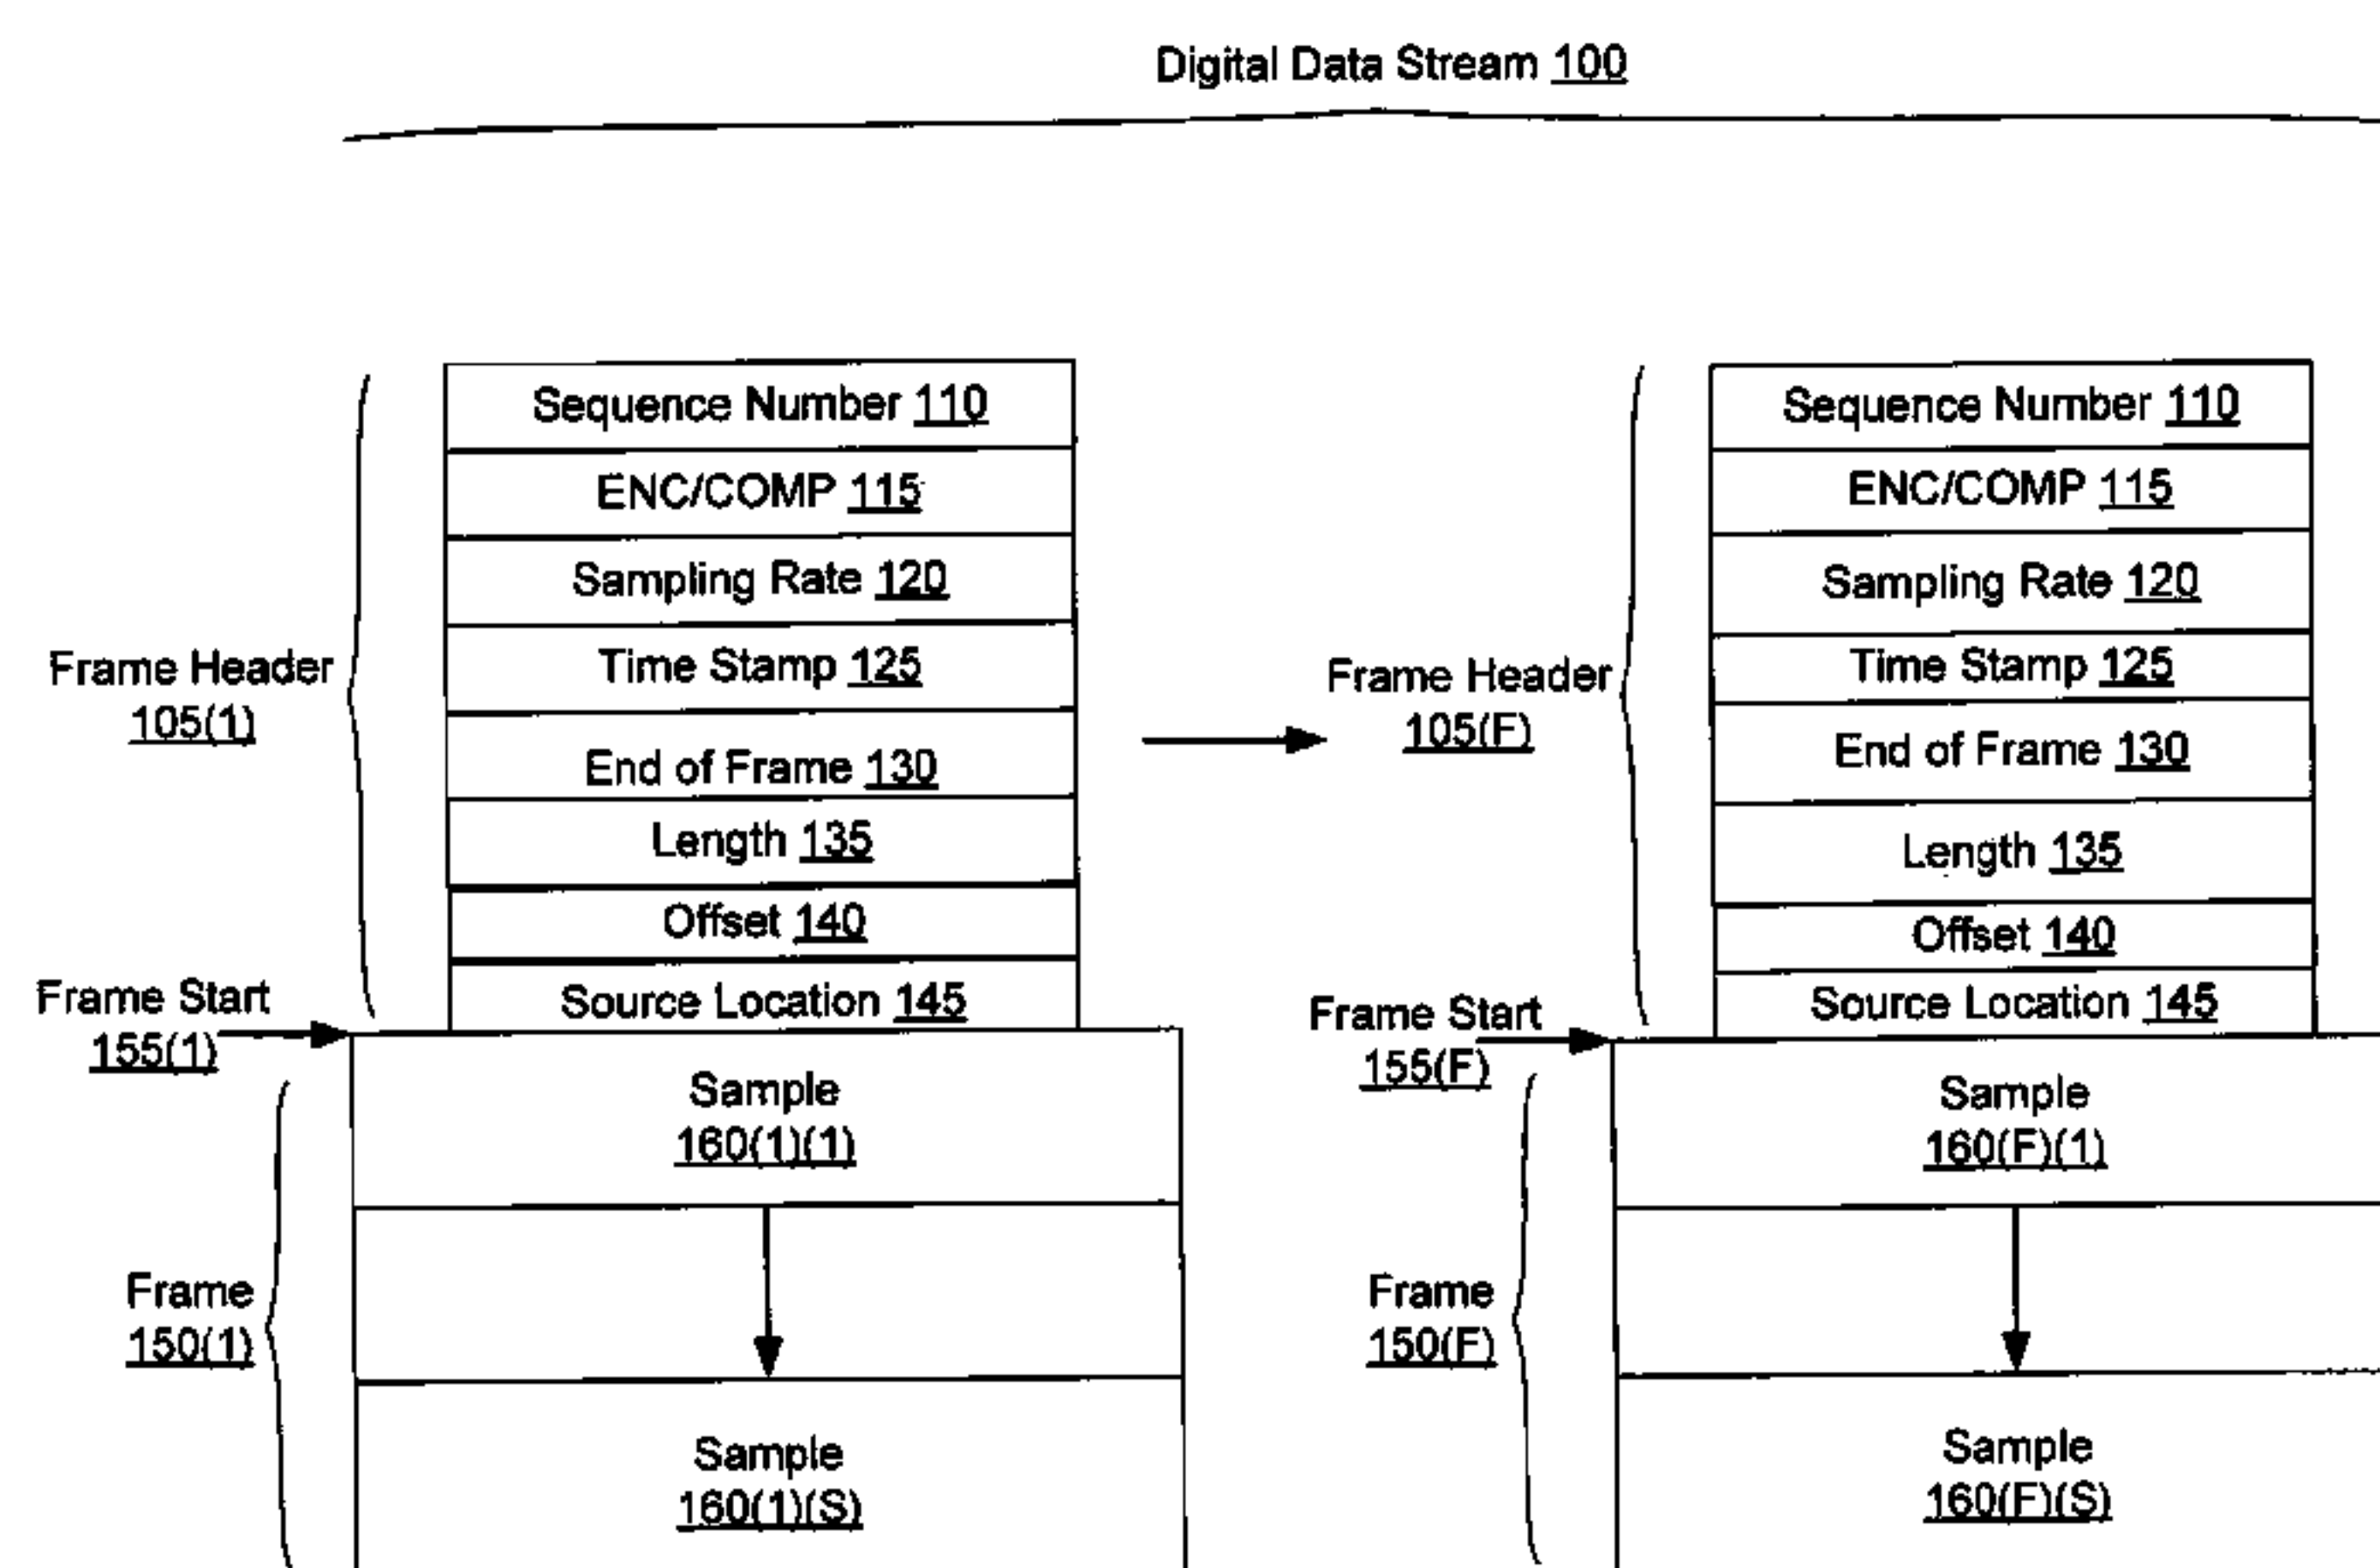 Digital Data Stream 100
Sequence Number 110
ENC/COMP 115
Sampling Rate 120
Frame Header
105(1)
Time Stamp 125
End of Frame 130
Length 135
Offset 140
Frame Start
155(1)
Source Location 145
Sample
160(1)(1)
Frame
150(1)
Sample
160(1)(S)
Sequence Number 110
ENC/COMP 115
Sampling Rate 120
Frame Header
105(F)
Time Stamp 125
End of Frame 130
Length 135
Offset 140
Frame Start
155(F)
Source Location 145
Sample
160(F)(1)
Frame
150(F)
Sample
160(F)(S)